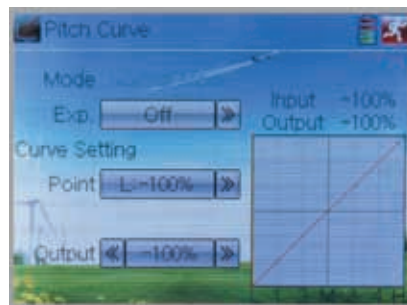 Pitch Curve
Mode
Exp. Off
Input -100%
Output -100%
Curve Setting
Point L:-100%
Output -100%